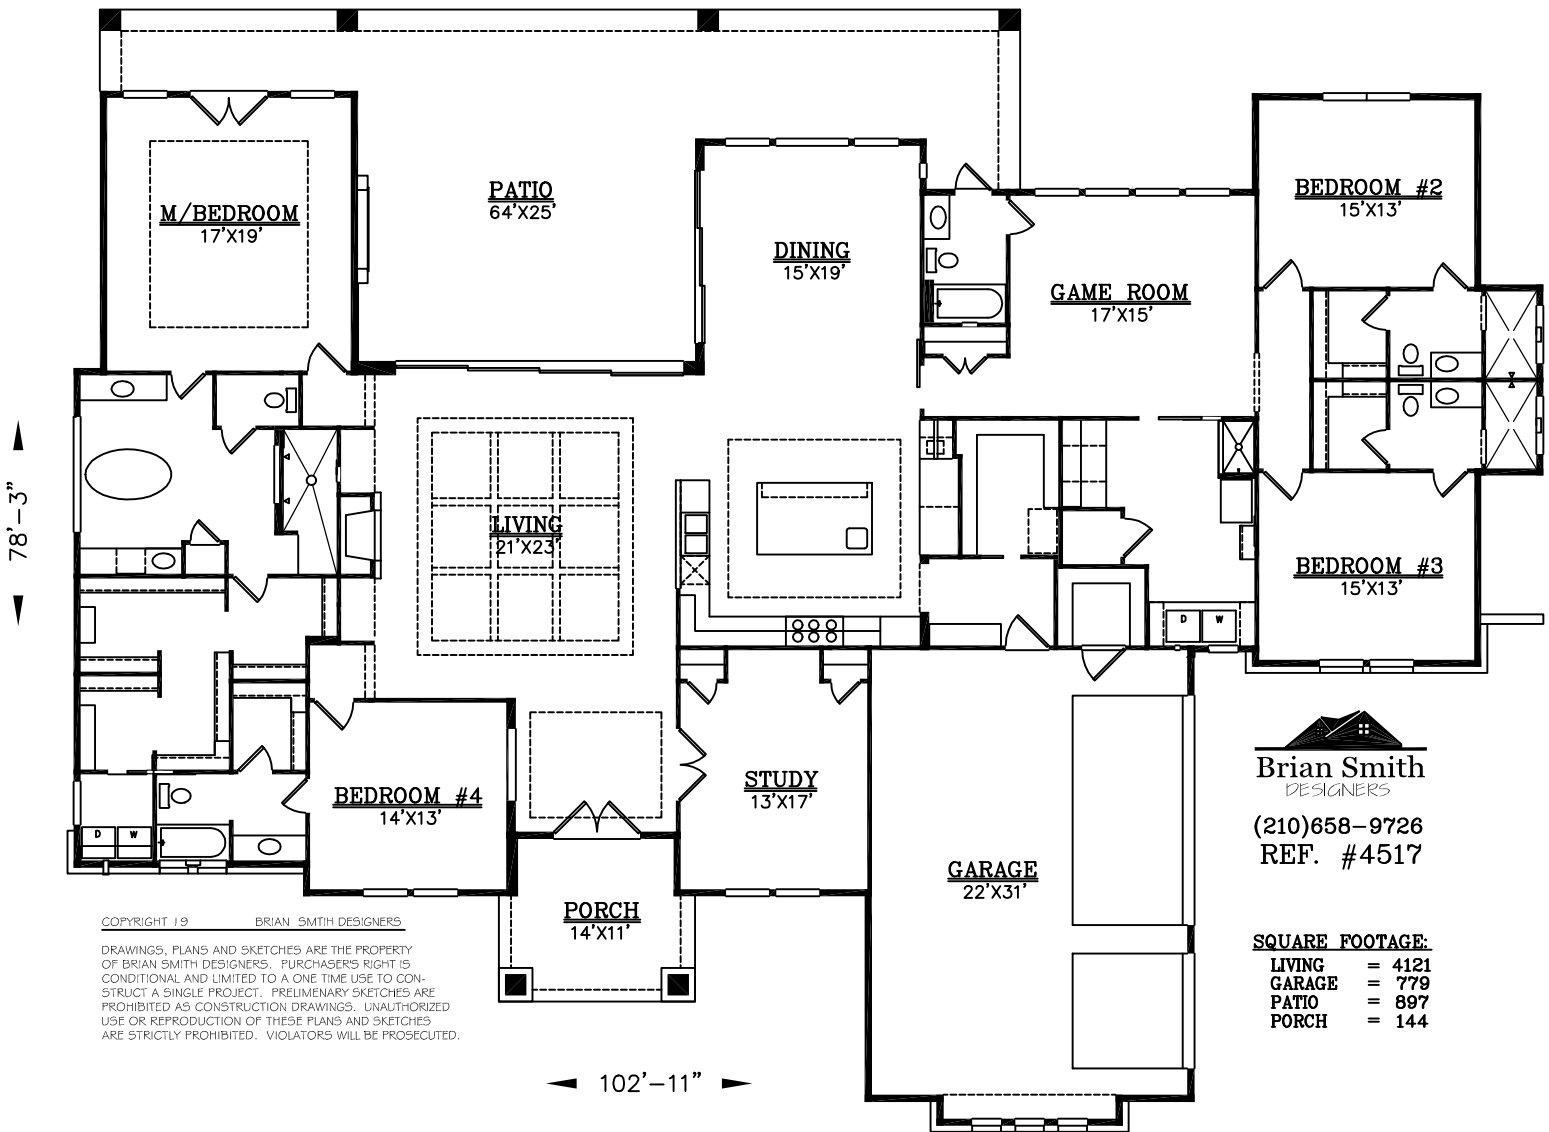 PATIO
64'X25'
M/BEDROOM
17'X19'
DINING
15'X19'
GAME ROOM
17'X15'
BEDROOM #2
15'X13'
LIVING
21'X23'
BEDROOM #3
15'X13'
D W
78'-3"
BEDROOM #4
14'X13'
D W
STUDY
13'X17'
GARAGE
22'X31'
PORCH
14'X11'
Brian Smith
DESIGNERS
(210)658-9726
REF. #4517
COPYRIGHT 19 BRIAN SMTIH DESIGNERS
DRAWINGS, PLANS AND SKETCHES ARE THE PROPERTY
OF BRIAN SMITH DESIGNERS. PURCHASER'S RIGHT IS
CONDITIONAL AND LIMITED TO A ONE TIME USE TO CON-
STRUCT A SINGLE PROJECT. PRELIMENARY SKETCHES ARE
PROHIBITED AS CONSTRUCTION DRAWINGS. UNAUTHORIZED
USE OR REPRODUCTION OF THESE PLANS AND SKETCHES
ARE STRICTLY PROHIBITED. VIOLATORS WILL BE PROSECUTED.
SQUARE FOOTAGE:
LIVING = 4121
GARAGE = 779
PATIO = 897
PORCH = 144
102'-11"